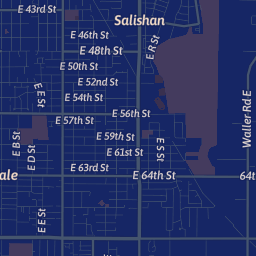 E 43rd St
Salishan
E 46th St
E R St
E 48th St
E 50th St
E 52nd St
E E St
E 54th St
Waller Rd E
E 56th St
E 57th St
E B St
E 59th St
E S St
E D St
E 61st St
E 63rd St
ale
E 64th St
64t
E E St